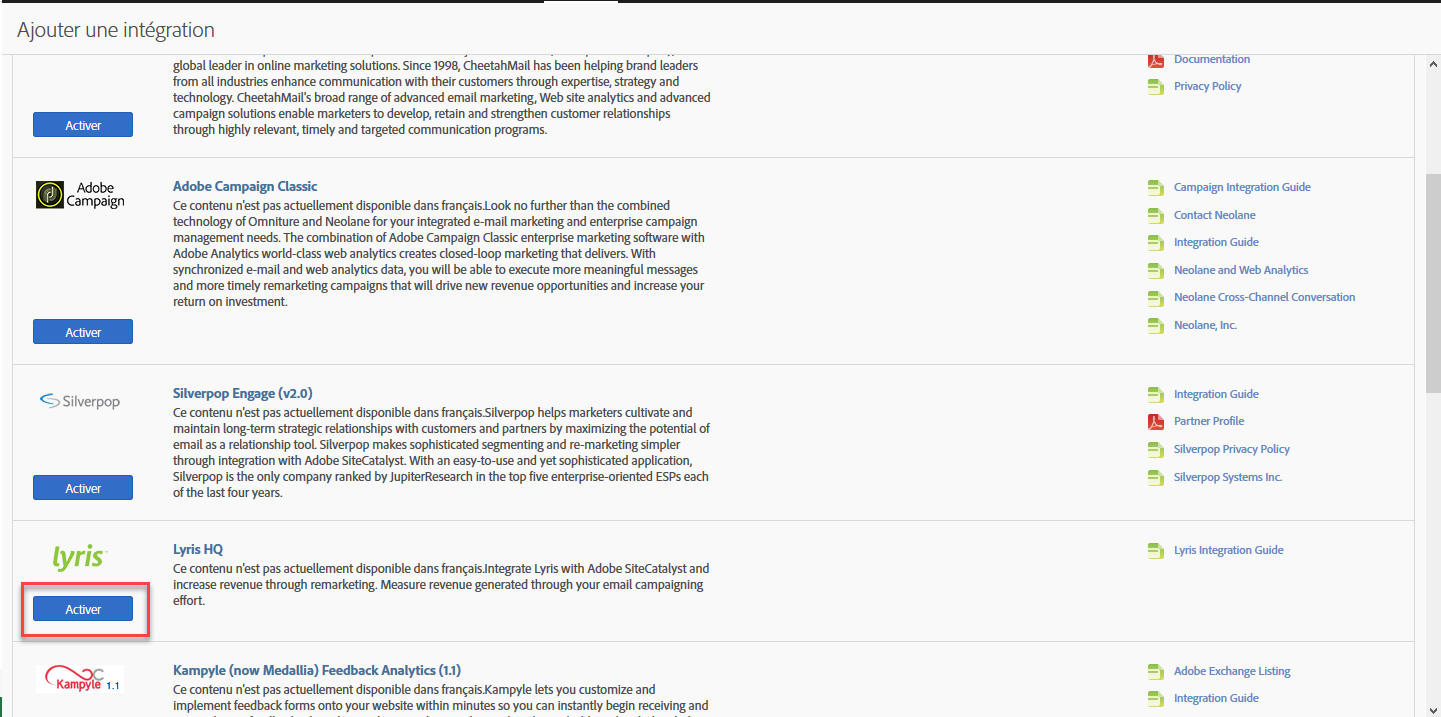 Ajouter une intégration
global leader in online marketing solutions. Since 1998, CheetahMail has been helping brand leaders
from all industries enhance communication with their customers through expertise, strategy and
technology. CheetahMail's broad range of advanced email marketing, Web site analytics and advanced
campaign solutions enable marketers to develop, retain and strengthen customer relationships
through highly relevant, timely and targeted communication programs.
Activer
Documentation
Privacy Policy
Adobe
Campaign
Adobe Campaign Classic
Ce contenu n'est pas actuellement disponible dans français.Look no further than the combined
technology of Omniture and Neolane for your integrated e-mail marketing and enterprise campaign
management needs. The combination of Adobe Campaign Classic enterprise marketing software with
Adobe Analytics world-class web analytics creates closed-loop marketing that delivers. With
synchronized e-mail and web analytics data, you will be able to execute more meaningful messages
and more timely remarketing campaigns that will drive new revenue opportunities and increase your
return on investment.
Activer
Campaign Integration Guide
Contact Neolane
Integration Guide
Neolane and Web Analytics
Neolane Cross-Channel Conversation
Neolane, Inc.
Silverpop
Silverpop Engage (v2.0)
Ce contenu n'est pas actuellement disponible dans français.Silverpop helps marketers cultivate and
maintain long-term strategic relationships with customers and partners by maximizing the potential of
email as a relationship tool. Silverpop makes sophisticated segmenting and re-marketing simpler
through integration with Adobe SiteCatalyst. With an easy-to-use and yet sophisticated application,
Silverpop is the only company ranked by JupiterResearch in the top five enterprise-oriented ESPs each
of the last four years.
Activer
Integration Guide
Partner Profile
Silverpop Privacy Policy
Silverpop Systems Inc.
lyris
Lyris HQ
Ce contenu n'est pas actuellement disponible dans français.Integrate Lyris with Adobe SiteCatalyst and
increase revenue through remarketing. Measure revenue generated through your email campaigning
effort.
Activer
Lyris Integration Guide
Kampyle 1.1
Kampyle (now Medallia) Feedback Analytics (1.1)
Ce contenu n'est pas actuellement disponible dans français.Kampyle lets you customize and
implement feedback forms onto your website within minutes so you can instantly begin receiving and
Adobe Exchange Listing
Integration Guide